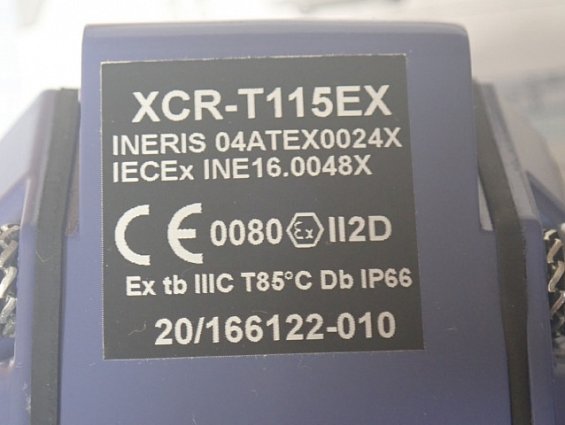 XCR-T115EX
INERIS 04ATEX0024X
IECEx INE16.0048X
CE 0080 Ex II2D
Ex tb IIIC T85°C Db IP66
20/166122-010